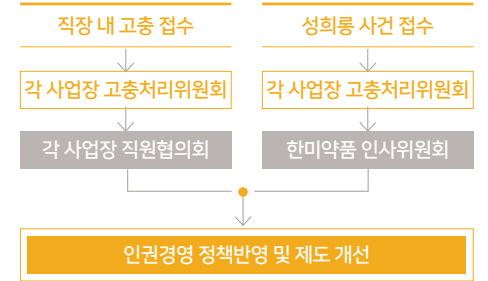 직장 내 고충 접수
성희롱 사건 접수
각 사업장 고충처리위원회
각 사업장 고충처리위원회
각 사업장 직원협의회
한미약품 인사위원회
인권경영 정책반영 및 제도 개선